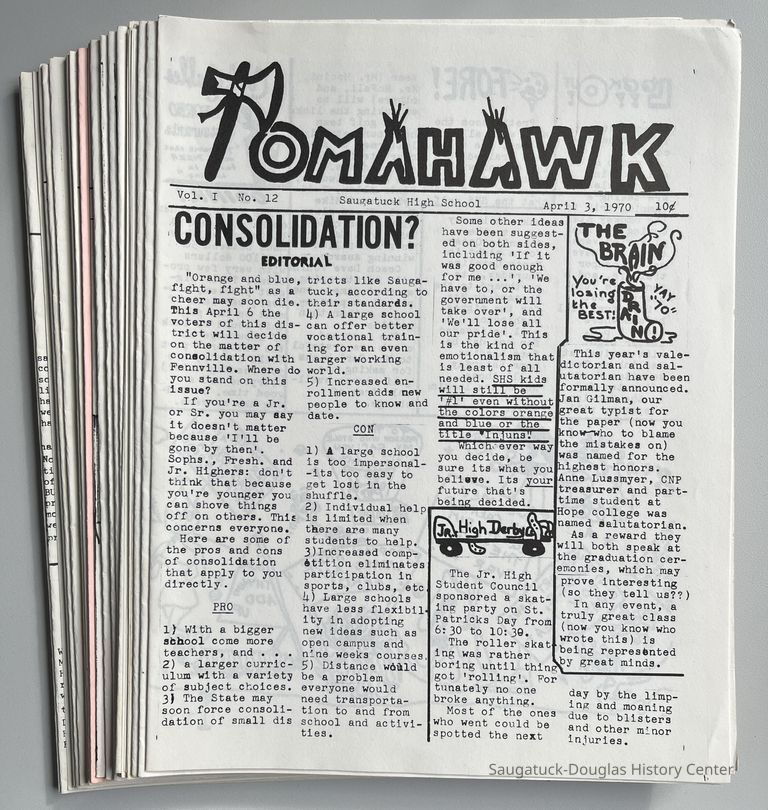 TOMAHAWK
Vol. I No. 12 Saugatuck High School April 3, 1970 10¢
CONSOLIDATION?
EDITORIAL
"Orange and blue,
fight, fight" as a
cheer may soon die.
This April 6 the
voters of this dis-
trict will decide
on the matter of
consolidation with
Fennville. Where do
you stand on this
issue?
If you're a Jr.
or Sr. you may say
it doesn't matter
because 'I'll be
gone by then'.
Sophs., Fresh. and
Jr. Highers: don't
think that because
you're younger you
can shove things
off on others. This
concerns everyone.
Here are some of
the pros and cons
of consolidation
that apply to you
directly.
PRO
1) With a bigger
school come more
teachers, and . . .
2) a larger curric-
ulum with a variety
of subject choices.
3) The State may
soon force consoli-
dation of small dis
tricts like Sauga-
tuck, according to
their standards.
4) A large school
can offer better
vocational train-
ing for an even
larger working
world.
5) Increased en-
rollment adds new
people to know and
date.
CON
1) A large school
is too impersonal-
-its too easy to
get lost in the
shuffle.
2) Individual help
is limited when
there are many
students to help.
3)Increased comp-
etition eliminates
participation in
sports, clubs, etc.
4) Large schools
have less flexibil-
ity in adopting
new ideas such as
open campus and
nine weeks courses.
5) Distance would
be a problem
everyone would
need transporta-
tion to and from
school and activi-
ties.
Some other ideas
have been suggest-
ed on both sides,
including 'If it
was good enough
for me ...', 'We
have to, or the
government will
take over', and
'We'll lose all
our pride'. This
is the kind of
emotionalism that
is least of all
needed. SHS kids
will still be
'#1' even without
the colors orange
and blue or the
title "Injuns!"
Which ever way
you decide, be
sure its what you
believe. Its your
future that's
being decided.
Jr. High Derby
The Jr. High
Student Council
sponsored a skat-
ing party on St.
Patricks Day from
6:30 to 10:30.
The roller skat-
ing was rather
boring until thing
got 'rolling'. For
tunately no one
broke anything.
Most of the ones
who went could be
spotted the next
day by the limp-
ing and moaning
due to blisters
and other minor
injuries.
THE
BRAIN
DRAIN!
You're
losing
the
BEST!
YAY
'70
This year's vale-
dictorian and sal-
utatorian have been
formally announced.
Jan Gilman, our
great typist for
the paper (now you
know who to blame
the mistakes on)
was named for the
highest honors.
Anne Lussmyer, CNP
treasurer and part-
time student at
Hope college was
named salutatorian.
As a reward they
will both speak at
the graduation cer-
emonies, which may
prove interesting
(so they tell us??)
In any event, a
truly great class
(now you know who
wrote this) is
being represented
by great minds.
Saugatuck-Douglas History Center